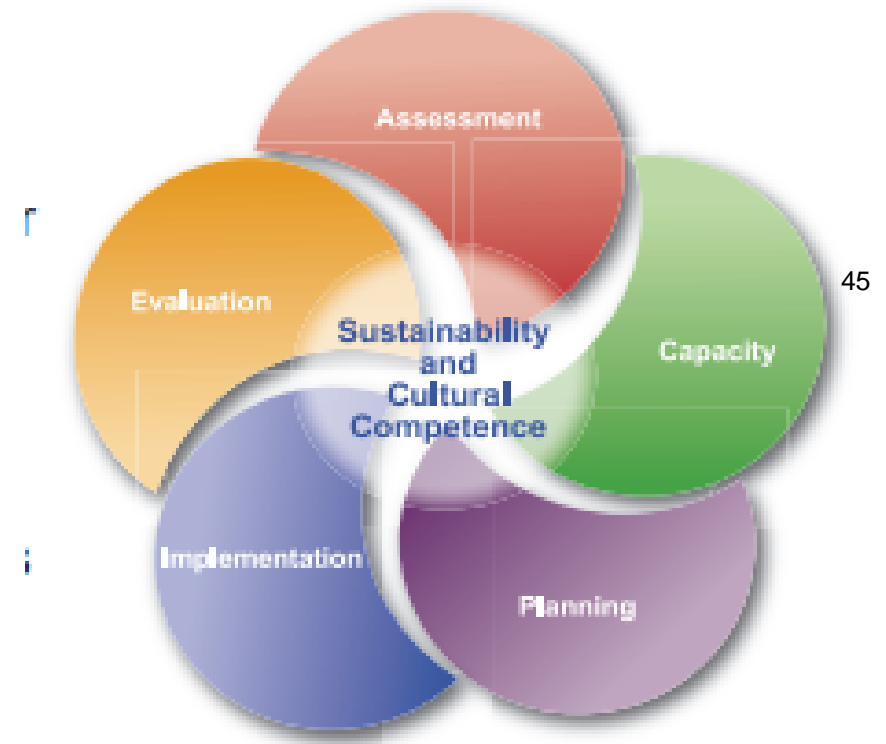 Assessment
Evaluation
45
Capacity
Sustainability
and
Cultural
Competence
Implementation
Planning